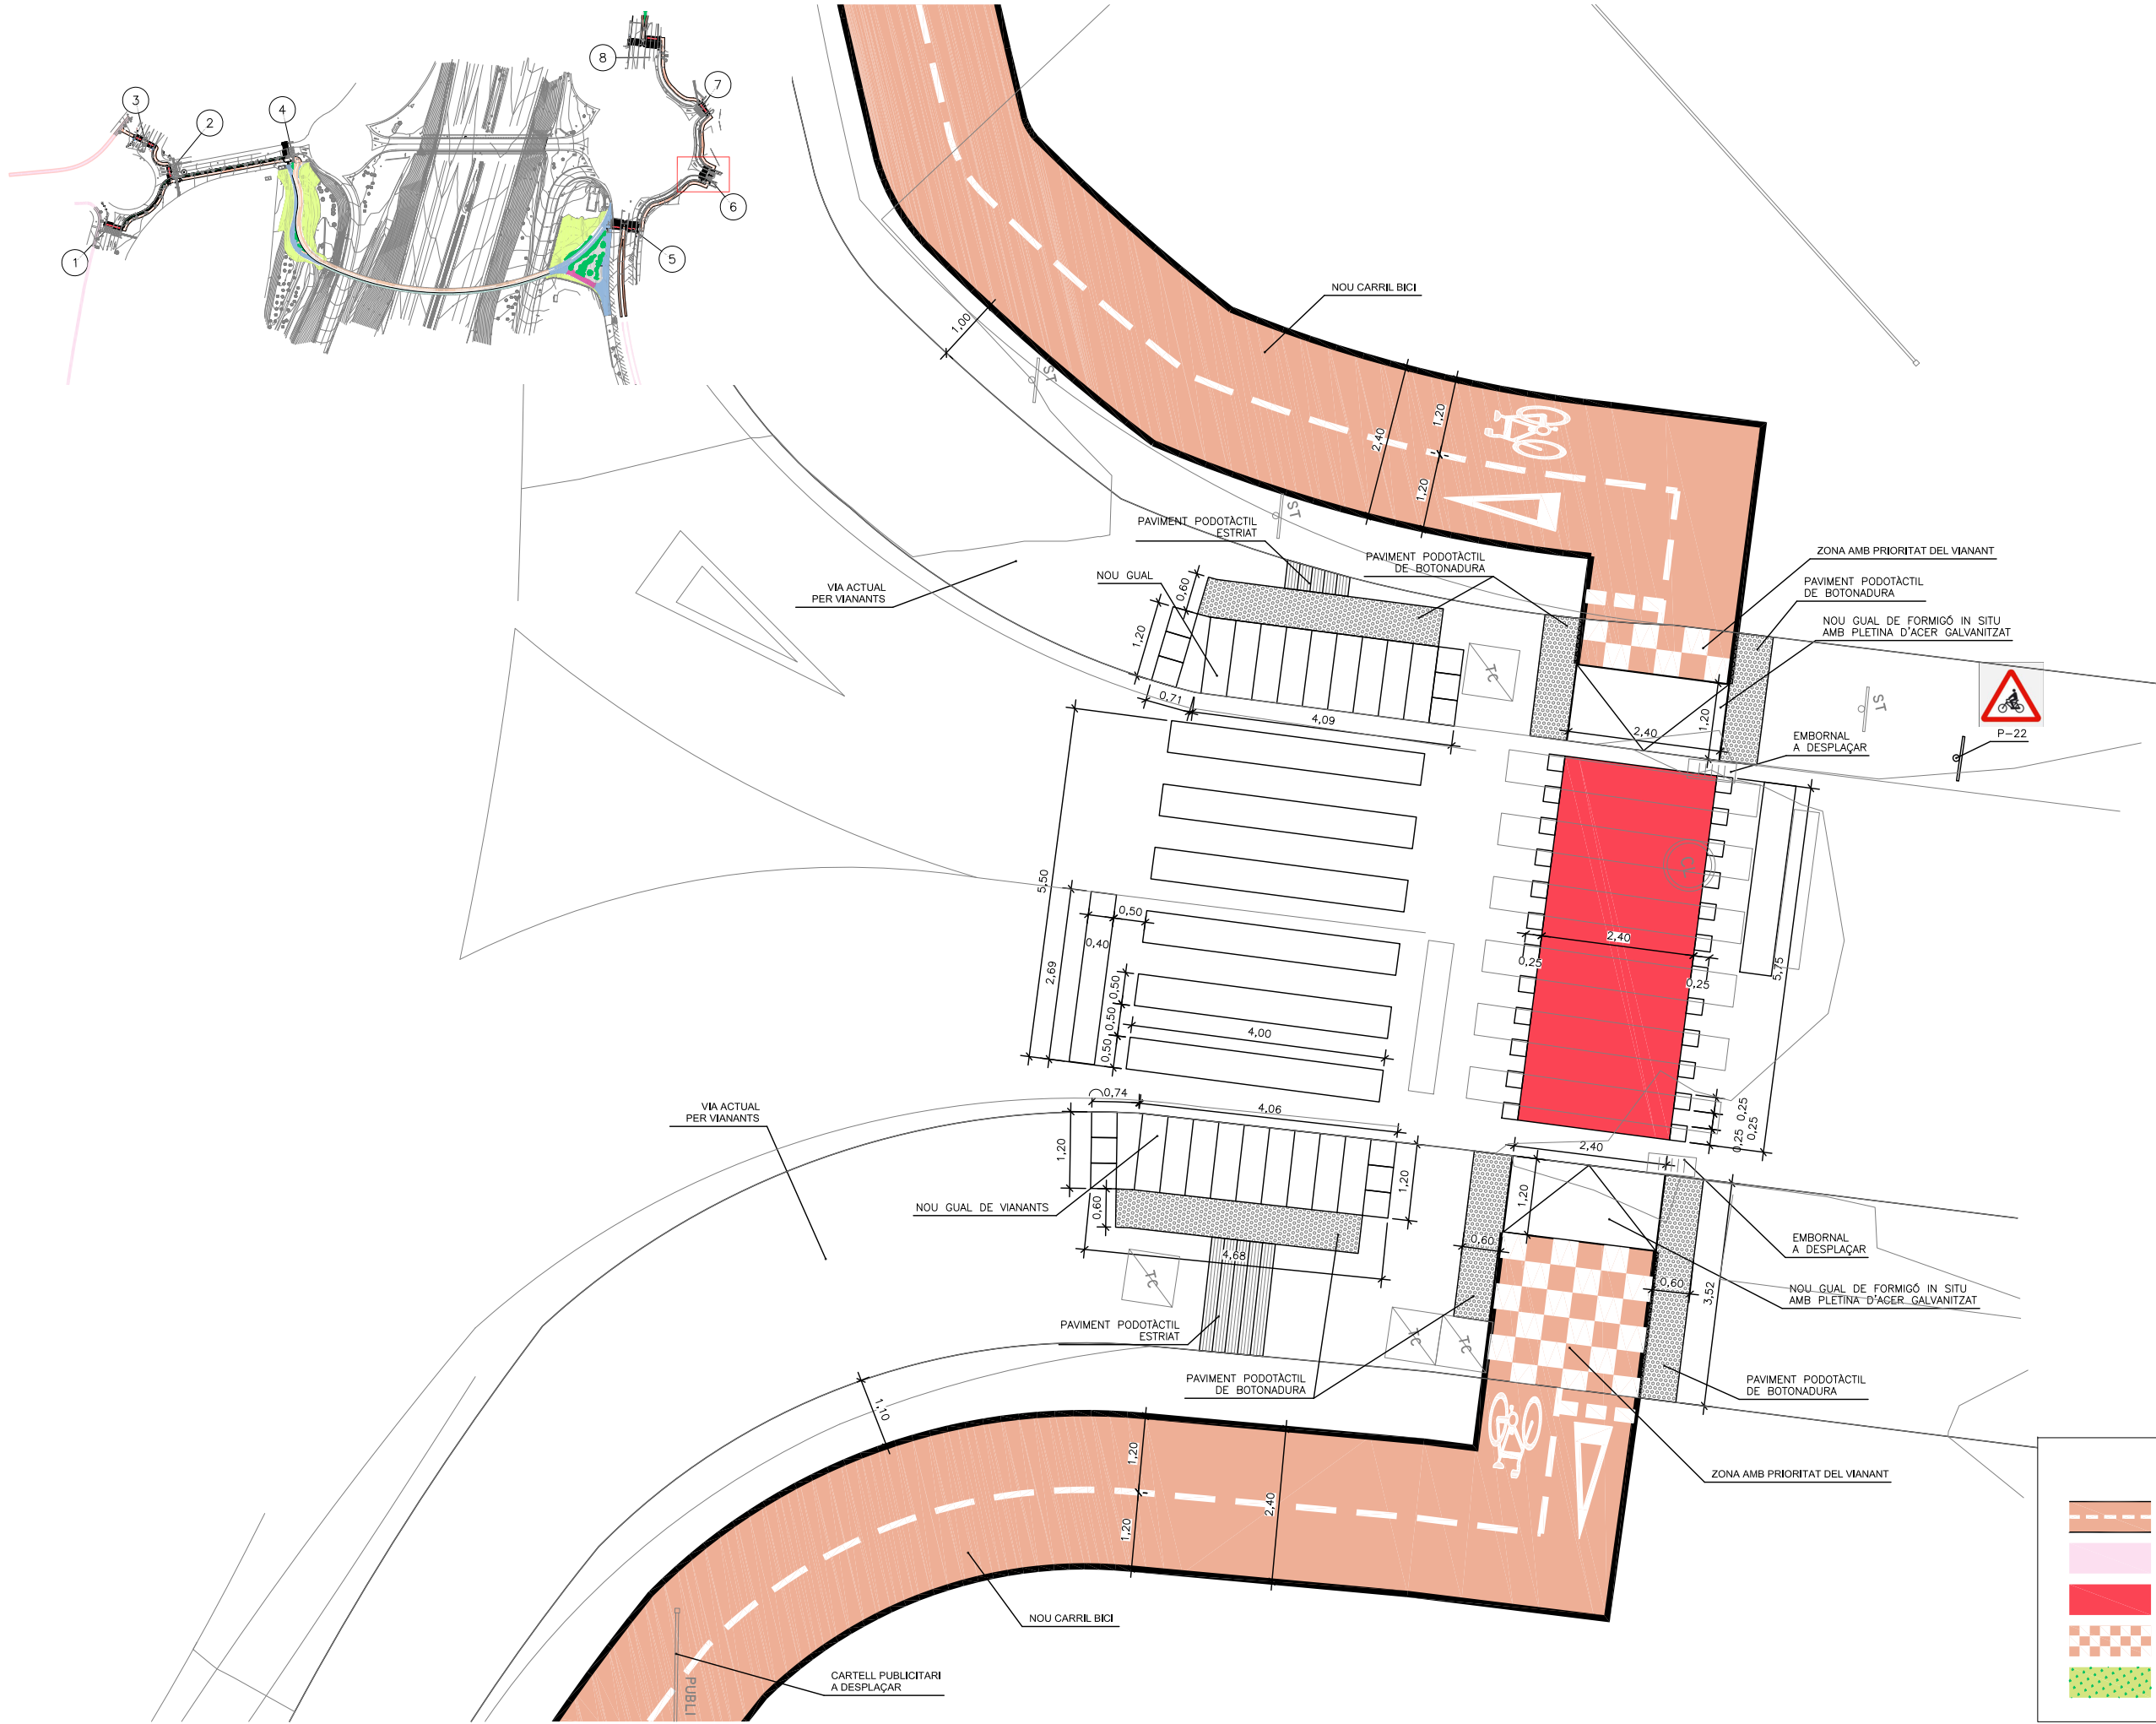 8
7
3
4
2
6
5
1
NOU CARRIL BICI
1,00
ST
1,20
2,40
1,20
ST
PAVIMENT PODOTÀCTIL
ESTRIAT
PAVIMENT PODOTÀCTIL
DE BOTONADURA
ZONA AMB PRIORITAT DEL VIANANT
NOU GUAL
VIA ACTUAL
PER VIANANTS
PAVIMENT PODOTÀCTIL
DE BOTONADURA
0,60
1,20
NOU GUAL DE FORMIGÓ IN SITU
AMB PLETINA D'ACER GALVANITZAT
TC
0,71
4,09
2,40
1,20
ST
P-22
EMBORNAL
A DESPLAÇAR
5,50
0,50
0,40
2,69
0,50
0,50
0,50
4,00
2,40
0,25
0,25
5,75
0,25
0,25
0,25
0,74
4,06
2,40
VIA ACTUAL
PER VIANANTS
1,20
1,20
1,20
NOU GUAL DE VIANANTS
0,60
4,68
0,60
EMBORNAL
A DESPLAÇAR
0,60
3,52
NOU GUAL DE FORMIGÓ IN SITU
AMB PLETINA D'ACER GALVANITZAT
TC
PAVIMENT PODOTÀCTIL
ESTRIAT
TC
TC
PAVIMENT PODOTÀCTIL
DE BOTONADURA
PAVIMENT PODOTÀCTIL
DE BOTONADURA
1,10
1,20
1,20
2,40
ZONA AMB PRIORITAT DEL VIANANT
NOU CARRIL BICI
CARTELL PUBLICITARI
A DESPLAÇAR
PUBLI